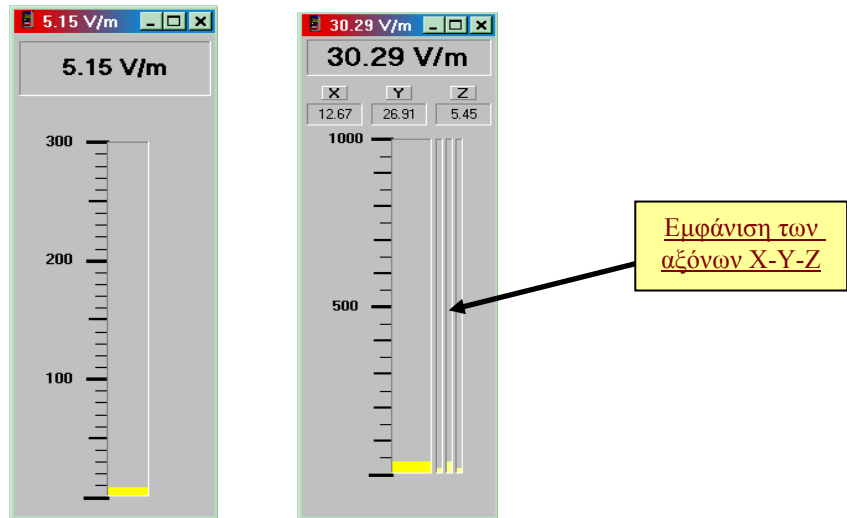 5.15 V/m
5.15 V/m
300
200
100
30.29 V/m
30.29 V/m
X Y Z
12.67 26.91 5.45
1000
500
Εμφάνιση των
αξόνων X-Y-Z